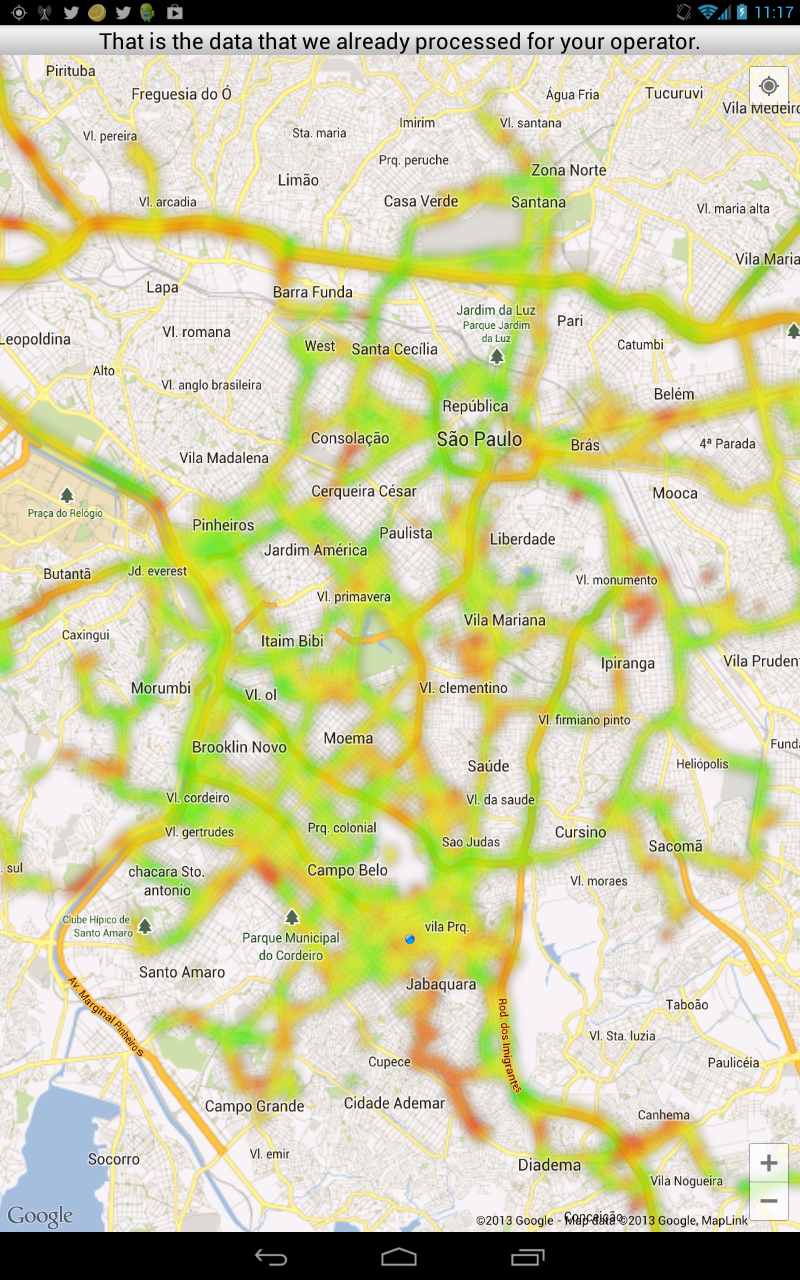 11:17
That is the data that we already processed for your operator.
Pirituba
Freguesia do Ó
Água Fria
Tucuruvi
Vila Medeiro
Vl. pereira
Imirim
Vl. santana
Sta. maria
Prq. peruche
Zona Norte
Limão
Vl. arcadia
Casa Verde
Santana
Vl. maria alta
Vila Maria
Lapa
Barra Funda
Jardim da Luz
Parque Jardim
da Luz
Pari
Leopoldina
Vl. romana
West
Santa Cecília
Catumbi
Alto
Vl. anglo brasileira
República
Belém
Consolação
São Paulo
Brás
4ª Parada
Vila Madalena
Cerqueira César
Mooca
Praça do Relógio
Pinheiros
Paulista
Liberdade
Jardim América
Butantã
Jd. everest
Vl. monumento
Vl. primavera
Vila Mariana
Caxingui
Itaim Bibi
Ipiranga
Vila Pruden
Morumbi
Vl. ol
Vl. clementino
Vl. firmiano pinto
Brooklin Novo
Moema
Funda
Saúde
Heliópolis
Vl. cordeiro
Vl. da saude
Vl. gertrudes
Prq. colonial
Sao Judas
Cursino
Sacomã
. sul
chacara Sto.
antonio
Campo Belo
Vl. moraes
Clube Hípico de
Santo Amaro
Parque Municipal
do Cordeiro
vila Prq.
Santo Amaro
Jabaquara
Av. Marginal Pinheiros
Rod. dos Imigrantes
Taboão
Vl. Sta. luzia
Cupece
Paulicéia
Campo Grande
Cidade Ademar
Canhema
Socorro
Vl. emir
Diadema
Vila Nogueira
Conceição
Google
©2013 Google - Map data ©2013 Google, MapLink